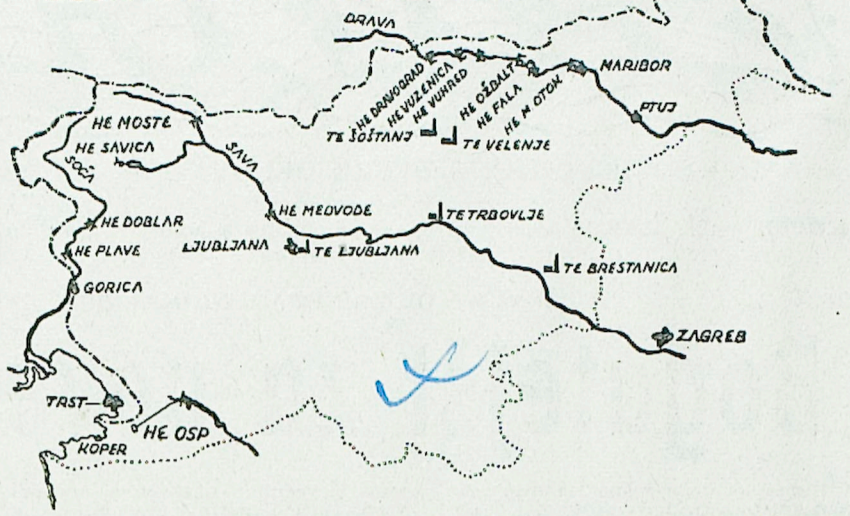 DRAVA
HE DRAVOGRAD
HE VUZENICA
HE VUHRED
HE OŽBALT
HE FALA
HE M OTOK
MARIBOR
PTUJ
TE ŠOŠTANJ
TE VELENJE
HE MOSTE
HE SAVICA
SOČA
SAVA
HE DOBLAR
HE MEDVODE
TE TRBOVLJE
HE PLAVE
LJUBLJANA
TE LJUBLJANA
TE BRESTANICA
GORICA
ZAGREB
TRST
HE OSP
KOPER